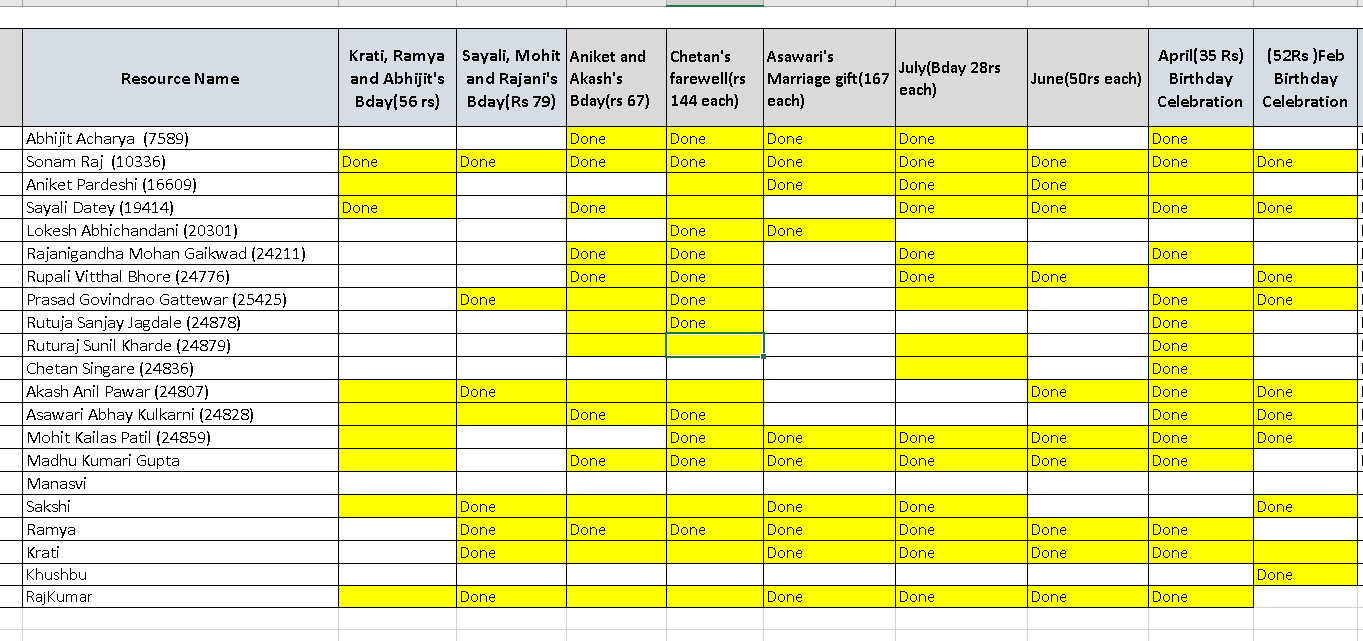 Resource Name
Krati, Ramya and Abhijit's Bday(56 rs)
Sayali, Mohit and Rajani's Bday(Rs 79)
Aniket and Akash's Bday(rs 67)
Chetan's farewell(rs 144 each)
Asawari's Marriage gift(167 each)
July(Bday 28rs each)
June(50rs each)
April(35 Rs) Birthday Celebration
(52Rs )Feb Birthday Celebration
Abhijit Acharya (7589) Done Done Done Done Done
Sonam Raj (10336) Done Done Done Done Done Done Done Done Done
Aniket Pardeshi (16609) Done Done Done
Sayali Datey (19414) Done Done Done Done Done Done
Lokesh Abhichandani (20301) Done Done
Rajanigandha Mohan Gaikwad (24211) Done Done Done Done
Rupali Vitthal Bhore (24776) Done Done Done Done Done
Prasad Govindrao Gattewar (25425) Done Done Done Done
Rutuja Sanjay Jagdale (24878) Done Done
Ruturaj Sunil Kharde (24879) Done
Chetan Singare (24836) Done
Akash Anil Pawar (24807) Done Done Done Done
Asawari Abhay Kulkarni (24828) Done Done Done Done
Mohit Kailas Patil (24859) Done Done Done Done Done Done
Madhu Kumari Gupta Done Done Done Done Done Done
Manasvi
Sakshi Done Done Done Done
Ramya Done Done Done Done Done Done Done
Krati Done Done Done Done Done
Khushbu Done
RajKumar Done Done Done Done Done